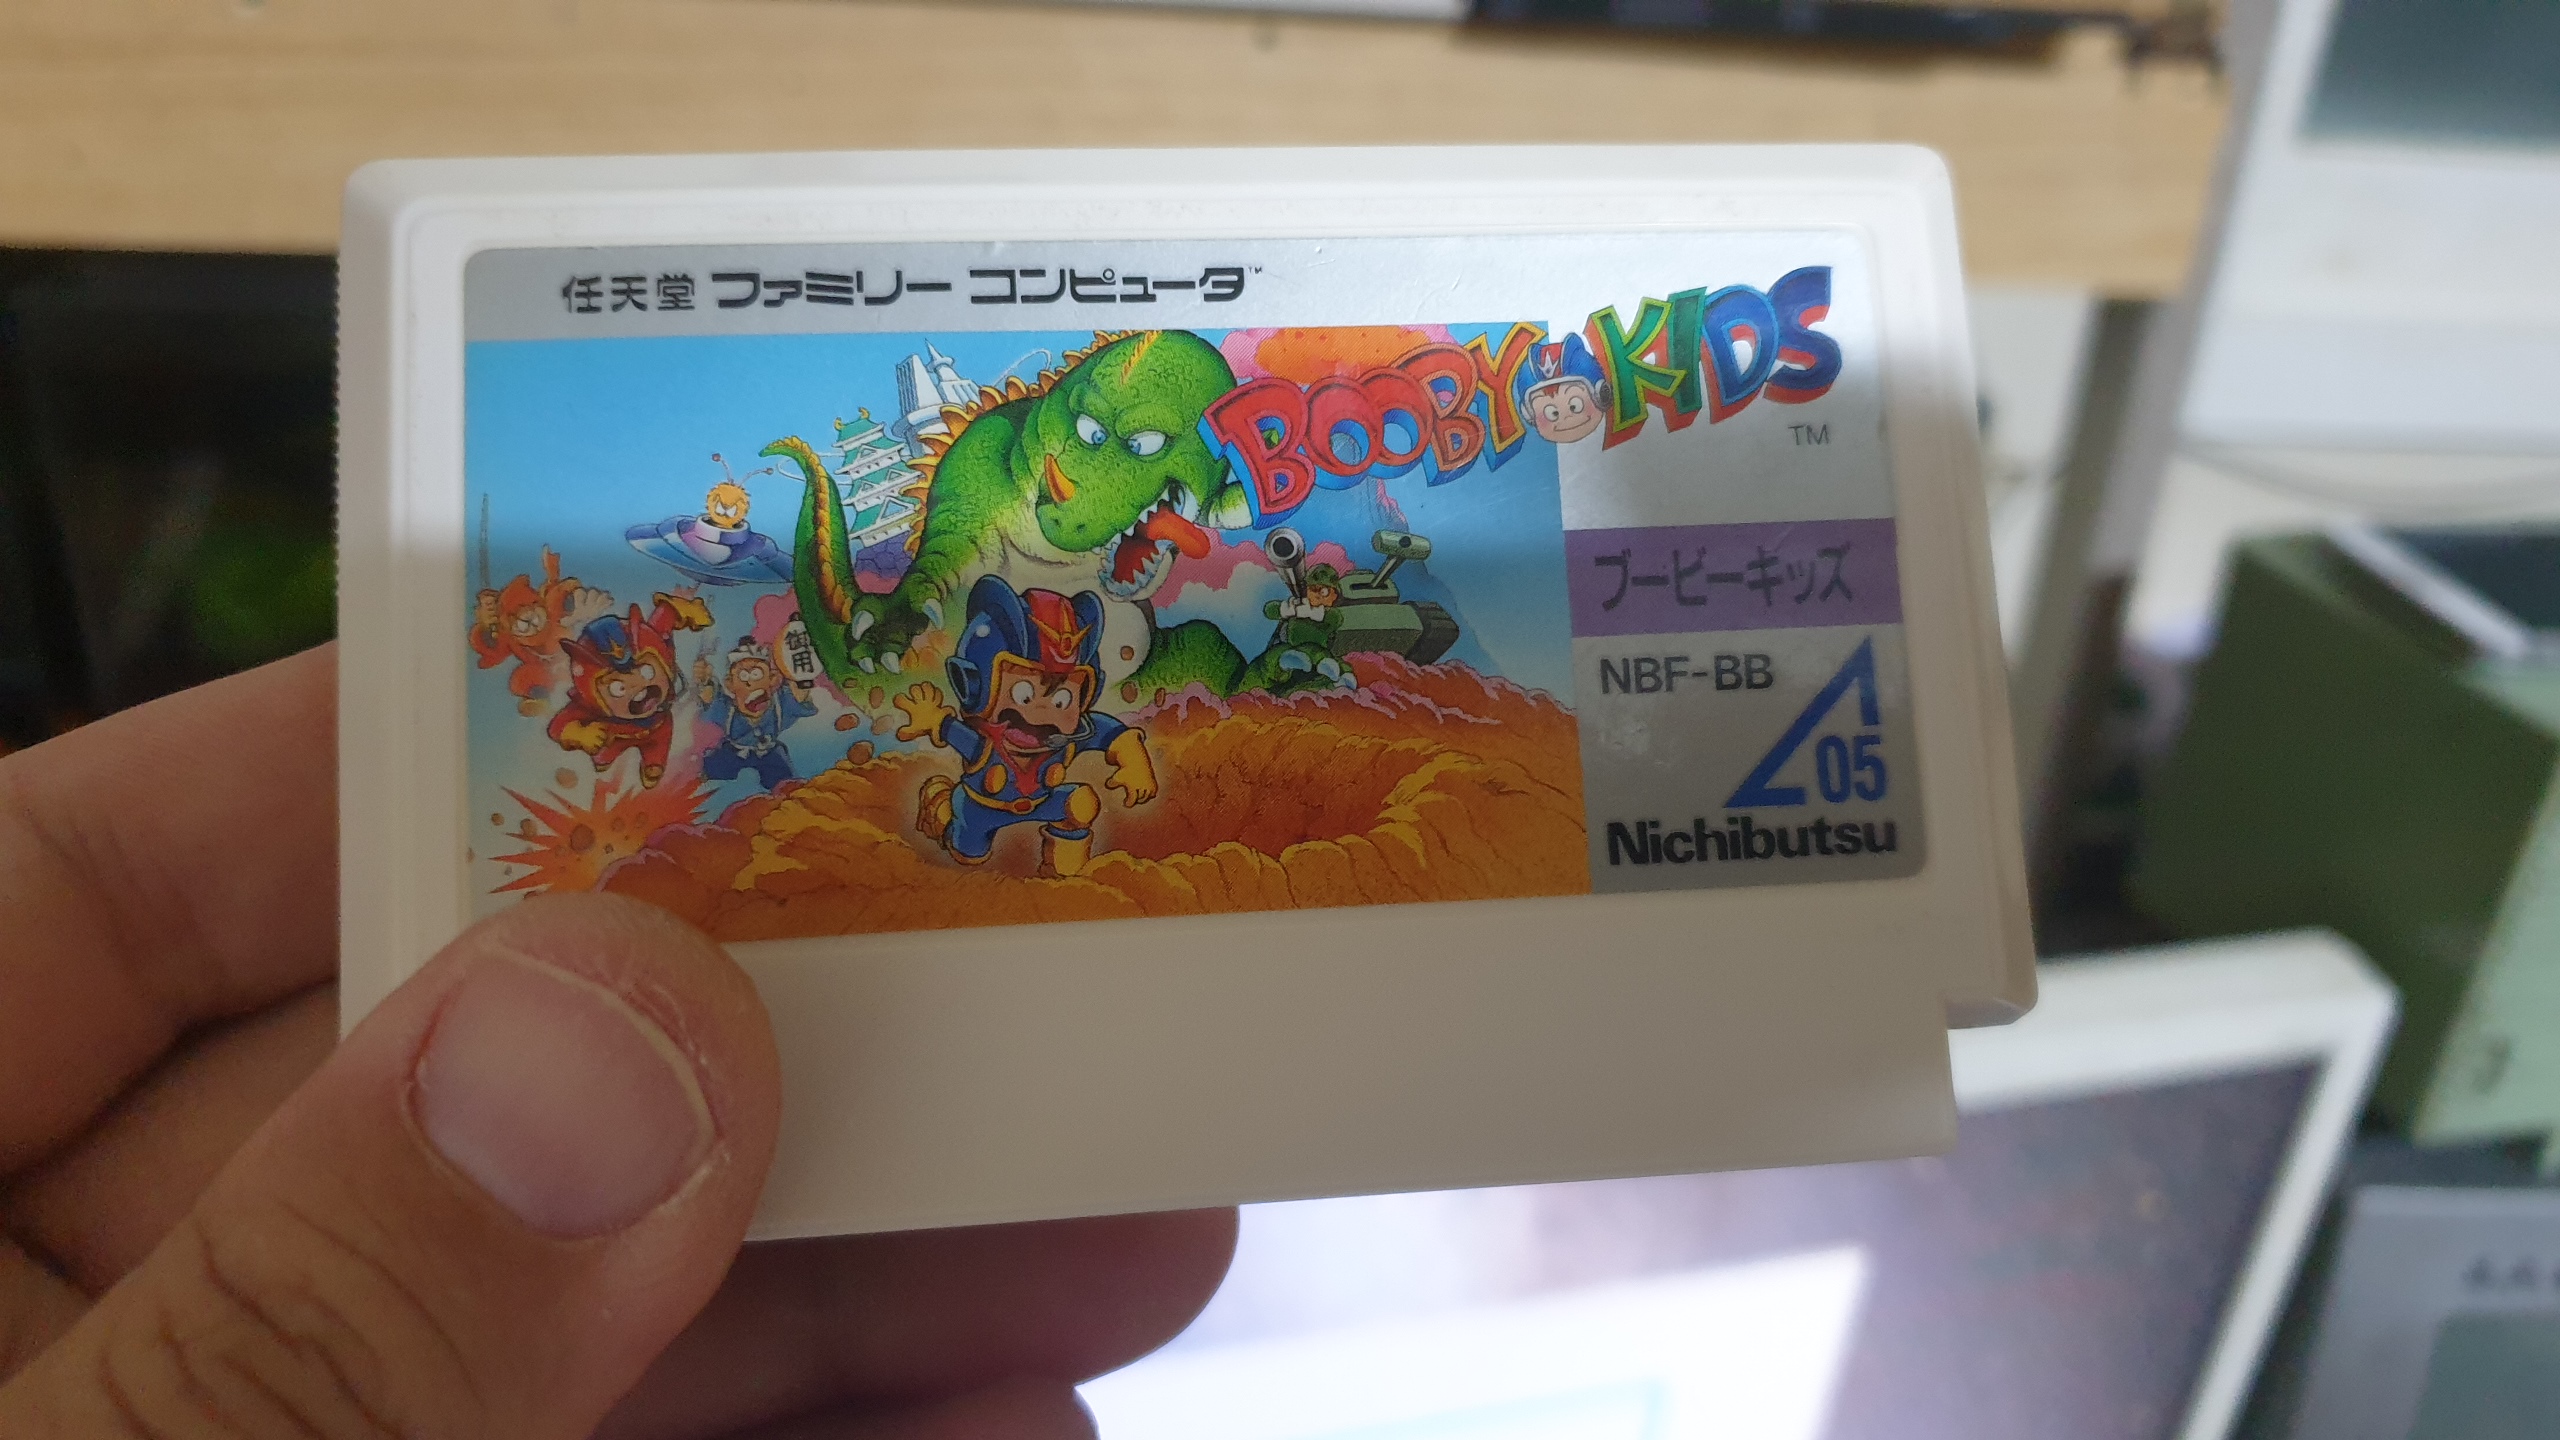 任天堂 ファミリー コンピュータ™
BOOBY KIDS
TM
ブービーキッズ
御用
NBF-BB
05
Nichibutsu